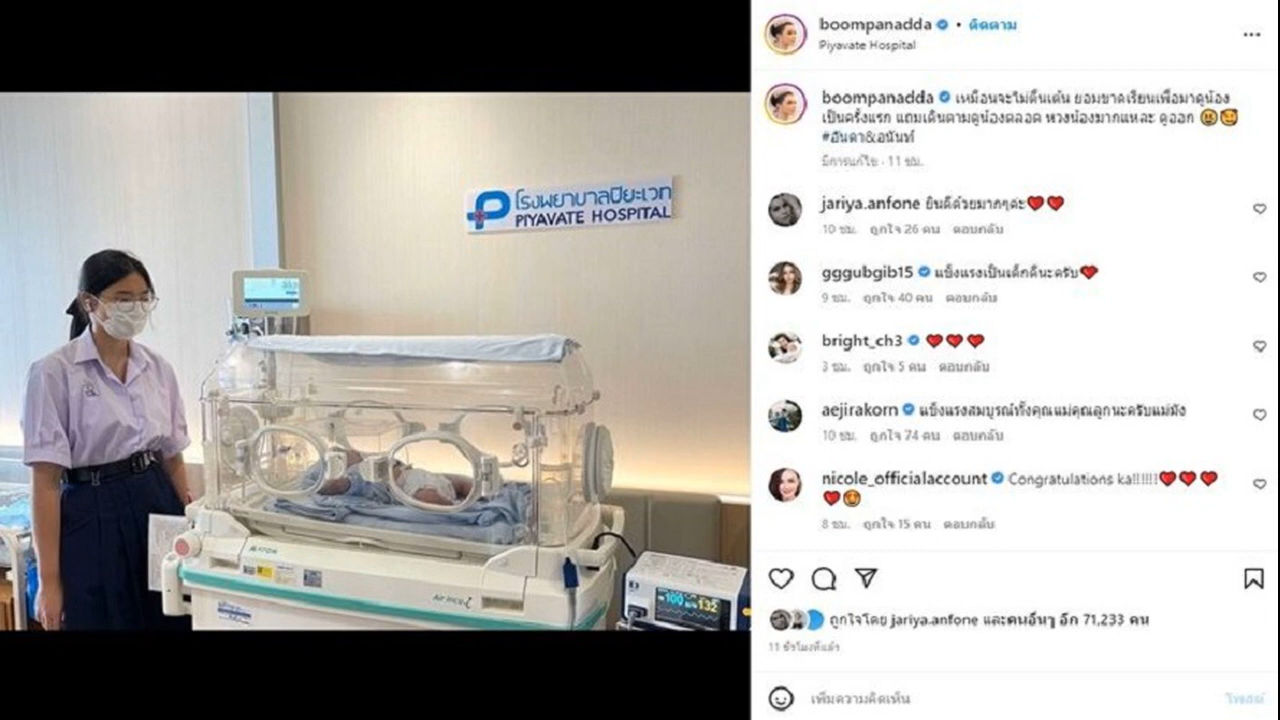 โรงพยาบาลปิยะเวท
PIYAVATE HOSPITAL
ATOM
Air Incu i
100
132
boompanadda • ติดตาม
Piyavate Hospital
boompanadda เหมือนจะไม่ตื่นเต้น ยอมขาดเรียนเพื่อมาดูน้อง
เป็นครั้งแรก แถมเดินตามดูน้องตลอด หวงน้องมากแหละ ดูออก 🥹🥰
#อันดา&อนันท์
มีการแก้ไข · 11 ชม.
jariya.anfone ยินดีด้วยมากๆค่ะ❤️❤️
10 ชม. ถูกใจ 26 คน ตอบกลับ
gggubgib15 แข็งแรงเป็นเด็กดีนะครับ❤️
9 ชม. ถูกใจ 40 คน ตอบกลับ
bright_ch3 ❤️❤️❤️
3 ชม. ถูกใจ 5 คน ตอบกลับ
aejirakorn แข็งแรงสมบูรณ์ทั้งคุณแม่คุณลูกนะครับแม่มัง
10 ชม. ถูกใจ 74 คน ตอบกลับ
nicole_officialaccount Congratulations ka!!!!!!❤️❤️❤️
❤️🥰
8 ชม. ถูกใจ 15 คน ตอบกลับ
ถูกใจโดย jariya.anfone และคนอื่นๆ อีก 71,233 คน
11 ชั่วโมงที่แล้ว
เพิ่มความคิดเห็น
โพสต์